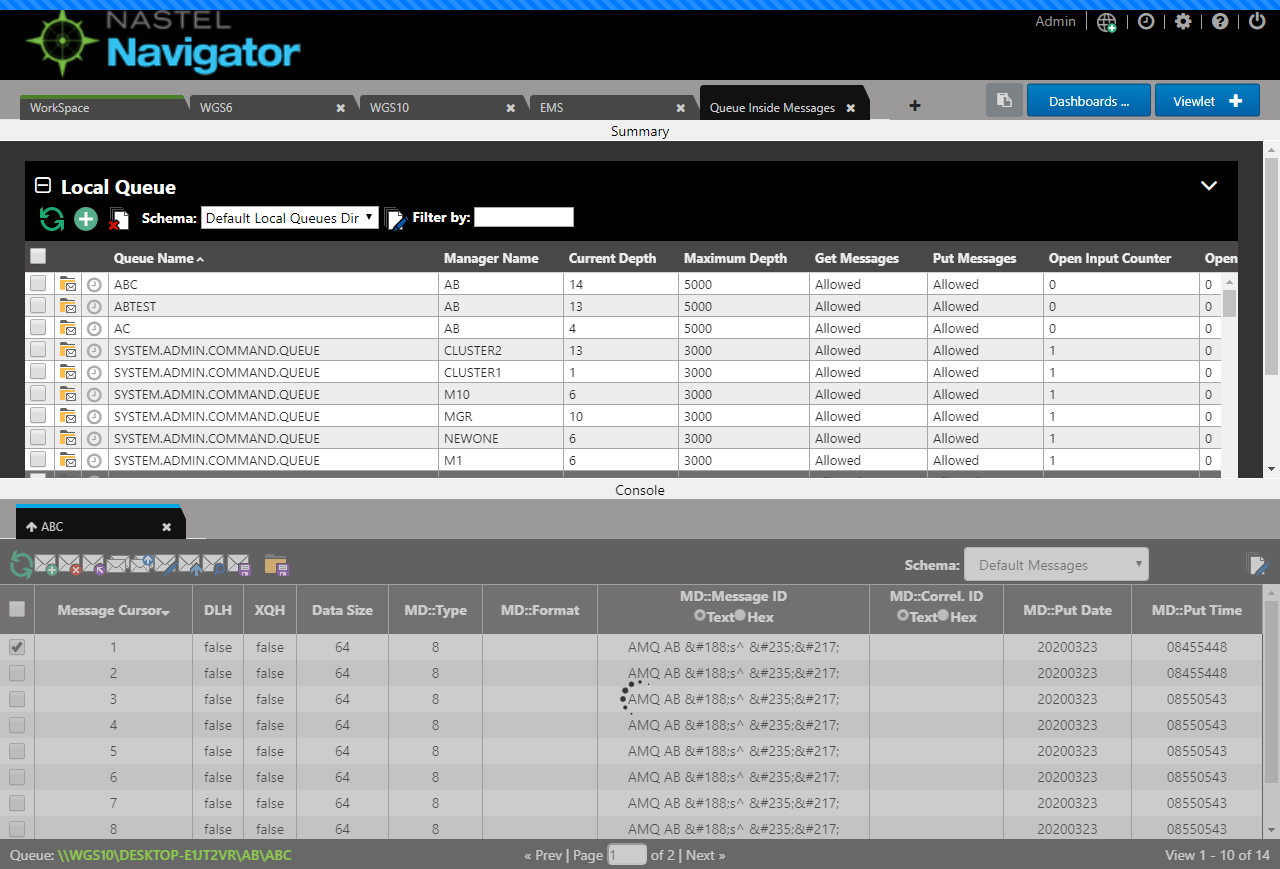 NASTEL
Navigator
Admin
WorkSpace WGS6 WGS10 EMS Queue Inside Messages
Dashboards ... Viewlet
Summary
Local Queue
Schema: Default Local Queues Dir Filter by:
Queue Name Manager Name Current Depth Maximum Depth Get Messages Put Messages Open Input Counter Open
ABC AB 14 5000 Allowed Allowed 0 0
ABTEST AB 13 5000 Allowed Allowed 0 0
AC AB 4 5000 Allowed Allowed 0 0
SYSTEM.ADMIN.COMMAND.QUEUE CLUSTER2 13 3000 Allowed Allowed 1 0
SYSTEM.ADMIN.COMMAND.QUEUE CLUSTER1 1 3000 Allowed Allowed 1 0
SYSTEM.ADMIN.COMMAND.QUEUE M10 6 3000 Allowed Allowed 1 0
SYSTEM.ADMIN.COMMAND.QUEUE MGR 10 3000 Allowed Allowed 1 0
SYSTEM.ADMIN.COMMAND.QUEUE NEWONE 6 3000 Allowed Allowed 1 0
SYSTEM.ADMIN.COMMAND.QUEUE M1 6 3000 Allowed Allowed 1 0
Console
ABC
Schema: Default Messages
Message Cursor DLH XQH Data Size MD::Type MD::Format MD::Message ID Text Hex MD::Correl. ID Text Hex MD::Put Date MD::Put Time
1 false false 64 8 AMQ AB &#188;s^ &#235;&#217; 20200323 08455448
2 false false 64 8 AMQ AB &#188;s^ &#235;&#217; 20200323 08455448
3 false false 64 8 AMQ AB &#188;s^ &#235;&#217; 20200323 08550543
4 false false 64 8 AMQ AB &#188;s^ &#235;&#217; 20200323 08550543
5 false false 64 8 AMQ AB &#188;s^ &#235;&#217; 20200323 08550543
6 false false 64 8 AMQ AB &#188;s^ &#235;&#217; 20200323 08550543
7 false false 64 8 AMQ AB &#188;s^ &#235;&#217; 20200323 08550543
8 false false 64 8 AMQ AB &#188;s^ &#235;&#217; 20200323 08550543
Queue: \\WGS10\DESKTOP-E1JT2VR\AB\ABC « Prev | Page 1 of 2 | Next » View 1 - 10 of 14